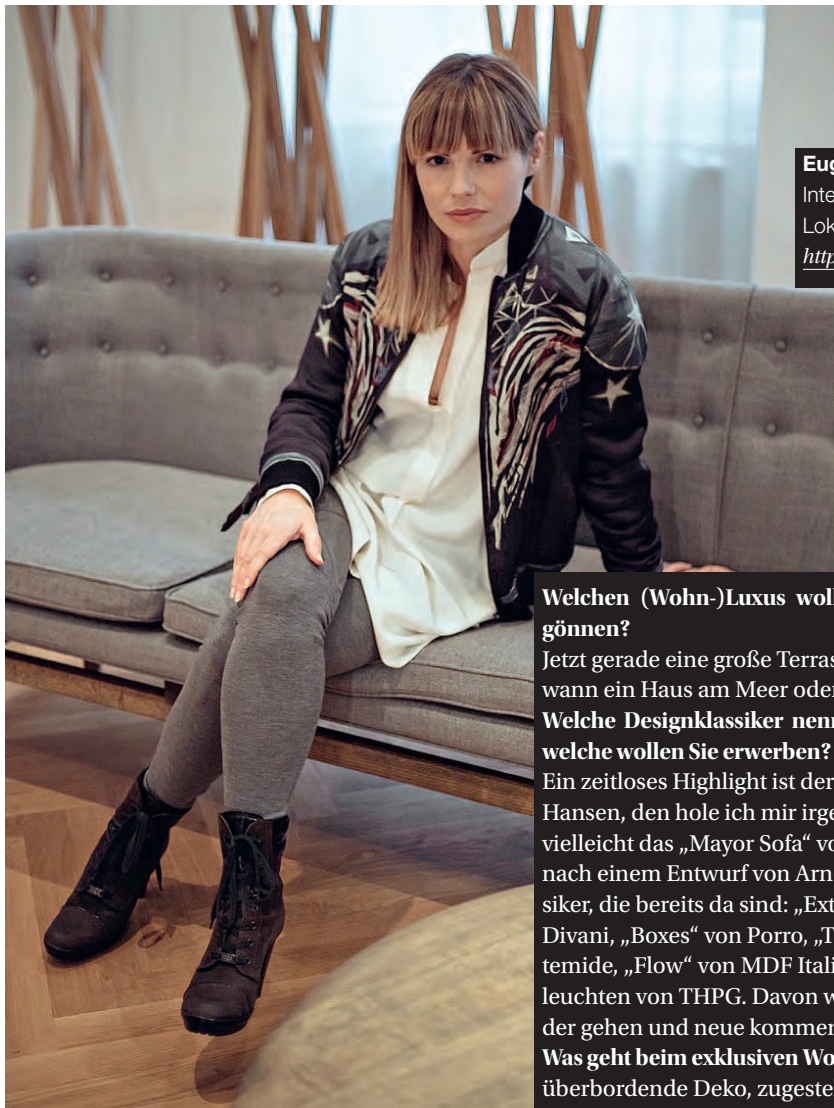 Eug
Inte
Lok
http
Welchen (Wohn-)Luxus woll
gönnen?
Jetzt gerade eine große Terras
wann ein Haus am Meer oder
Welche Designklassiker nenn
welche wollen Sie erwerben?
Ein zeitloses Highlight ist der
Hansen, den hole ich mir irge
vielleicht das „Mayor Sofa“ vo
nach einem Entwurf von Arn
siker, die bereits da sind: „Ext
Divani, „Boxes“ von Porro, „T
temide, „Flow“ von MDF Itali
leuchten von THPG. Davon w
der gehen und neue kommen
Was geht beim exklusiven Wo
überbordende Deko, zugeste